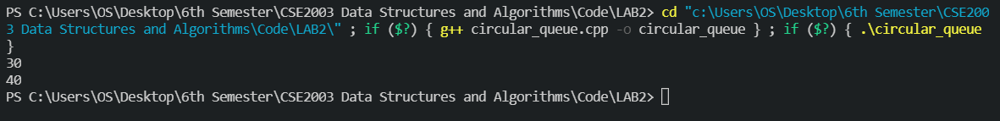 PS C:\Users\OS\Desktop\6th Semester\CSE2003 Data Structures and Algorithms\Code\LAB2> cd "c:\Users\OS\Desktop\6th Semester\CSE200
3 Data Structures and Algorithms\Code\LAB2\" ; if ($?) { g++ circular_queue.cpp -o circular_queue } ; if ($?) { .\circular_queue
}
30
40
PS C:\Users\OS\Desktop\6th Semester\CSE2003 Data Structures and Algorithms\Code\LAB2>